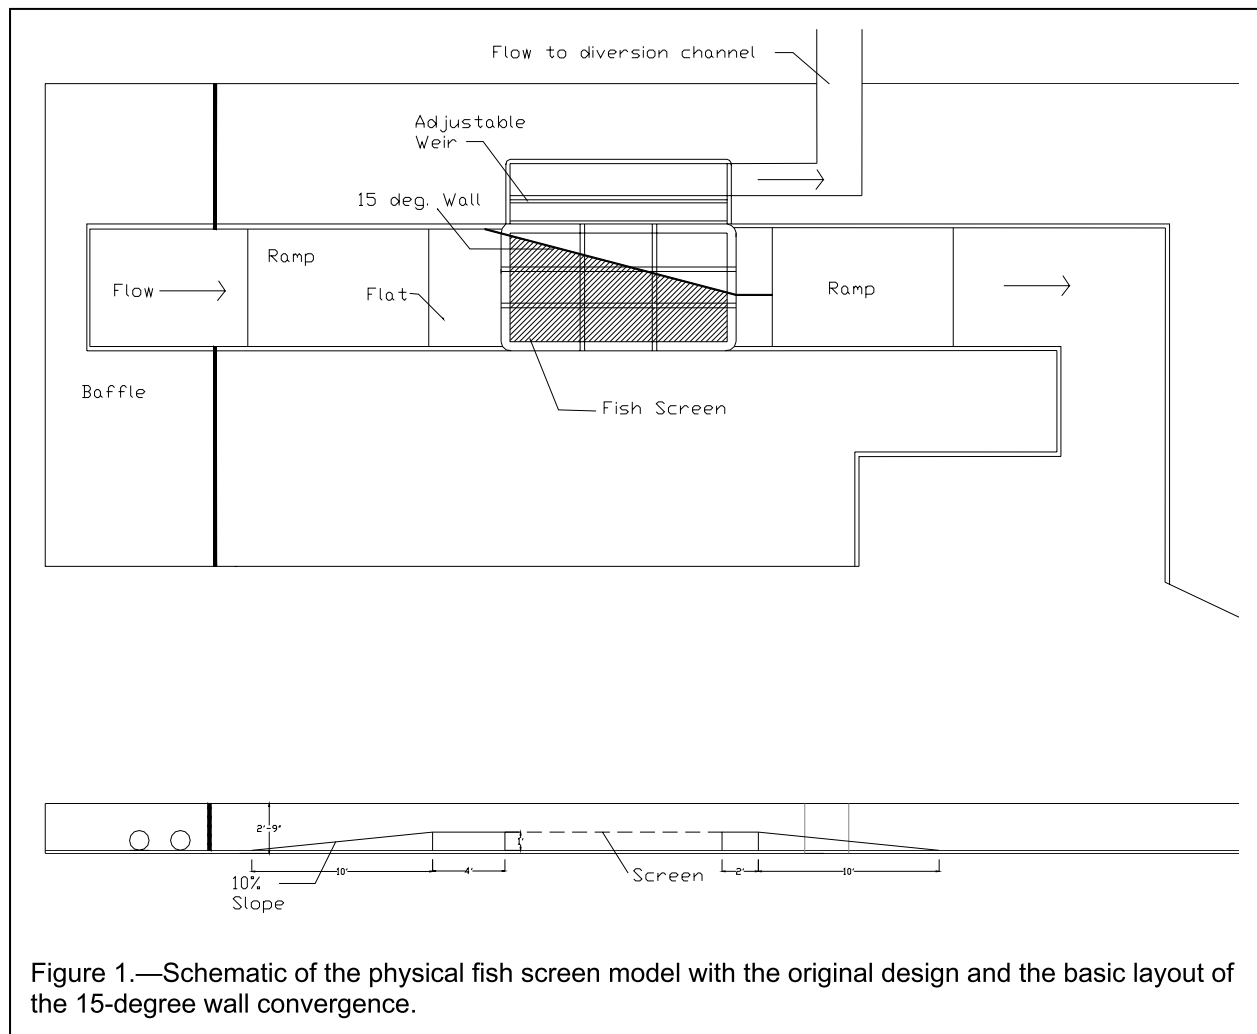 Flow to diversion channel
Adjustable
Weir
15 deg. Wall
Ramp
Flow
Flat
Ramp
Baffle
Fish Screen
2'-9"
1'
10'
4'
2'
10'
10%
Slope
Screen
Figure 1.—Schematic of the physical fish screen model with the original design and the basic layout of
the 15-degree wall convergence.